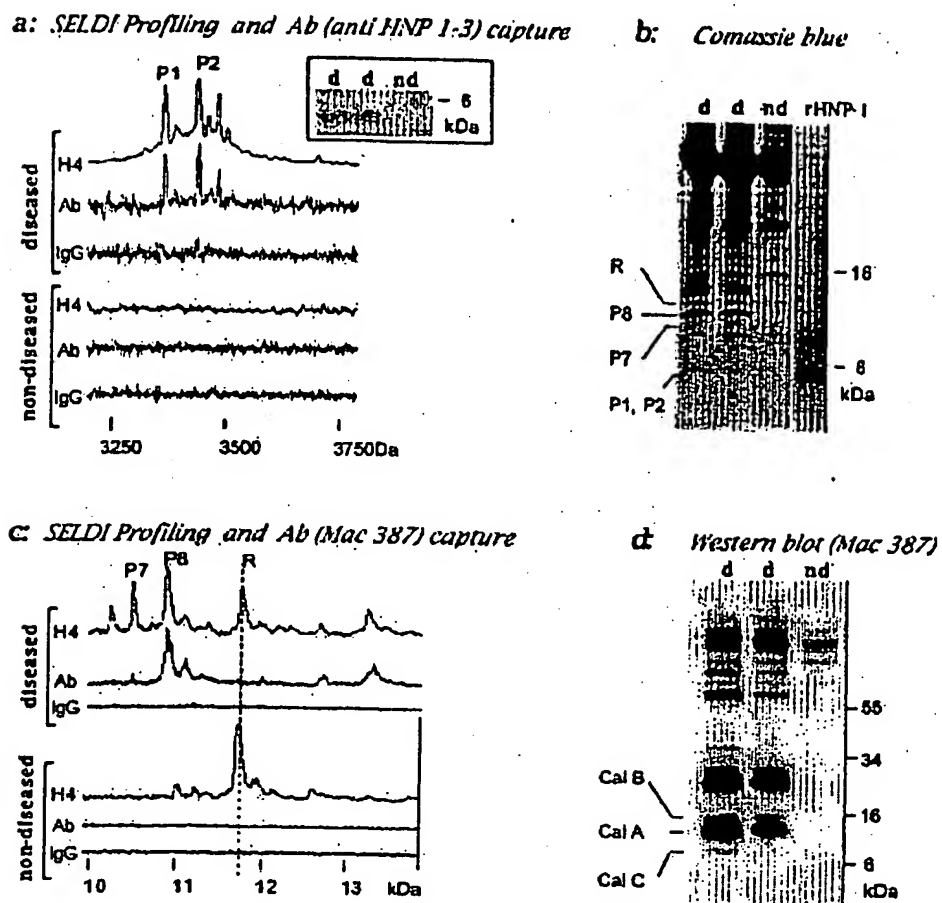 a: SELDI Profiling and Ab (anti HNP 1-3) capture
P1 P2
d d nd
- 6
kDa
diseased
H4
Ab
IgG
non-diseased
H4
Ab
IgG
3250 3500 3750Da
b: Comassie blue
d d nd rHNP-1
R
P8
P7
P1, P2
- 16
- 6
kDa
c: SELDI Profiling and Ab (Mac 387) capture
P7 P8 R
diseased
H4
Ab
IgG
non-diseased
H4
Ab
IgG
10 11 12 13 kDa
d: Western blot (Mac 387)
d d nd
55
34
16
6
kDa
Cal B
Cal A
Cal C